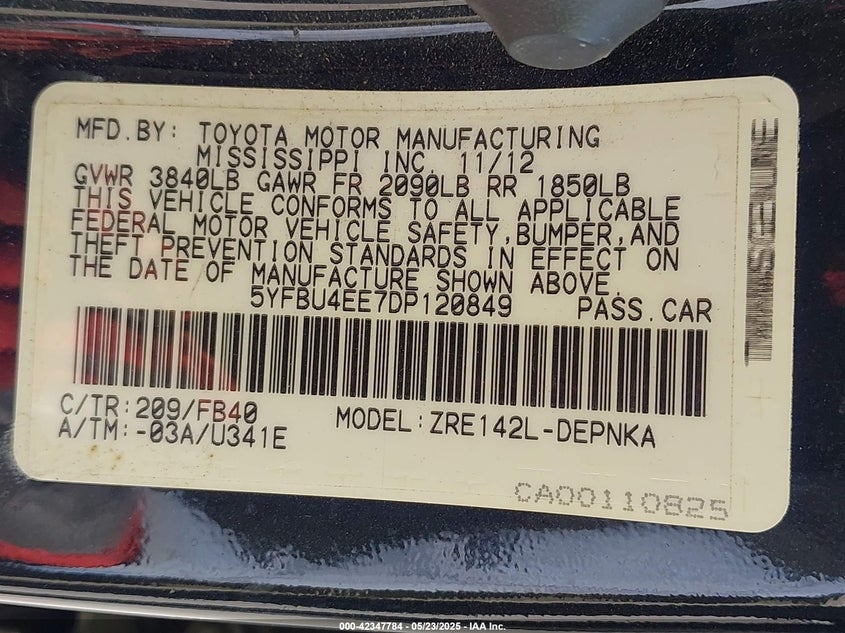 MFD.BY: TOYOTA MOTOR MANUFACTURING
MISSISSIPPI INC. 11/12
GVWR 3840LB GAWR FR 2090LB RR 1850LB
THIS VEHICLE CONFORMS TO ALL APPLICABLE
FEDERAL MOTOR VEHICLE SAFETY,BUMPER,AND
THEFT PREVENTION STANDARDS IN EFFECT ON
THE DATE OF MANUFACTURE SHOWN ABOVE.
5YFBU4EE7DP120849 PASS.CAR
C/TR:209/FB40 MODEL:ZRE142L-DEPNKA
A/TM:-03A/U341E
CA00110825
000-42347784 - 05/23/2025 - IAA Inc.